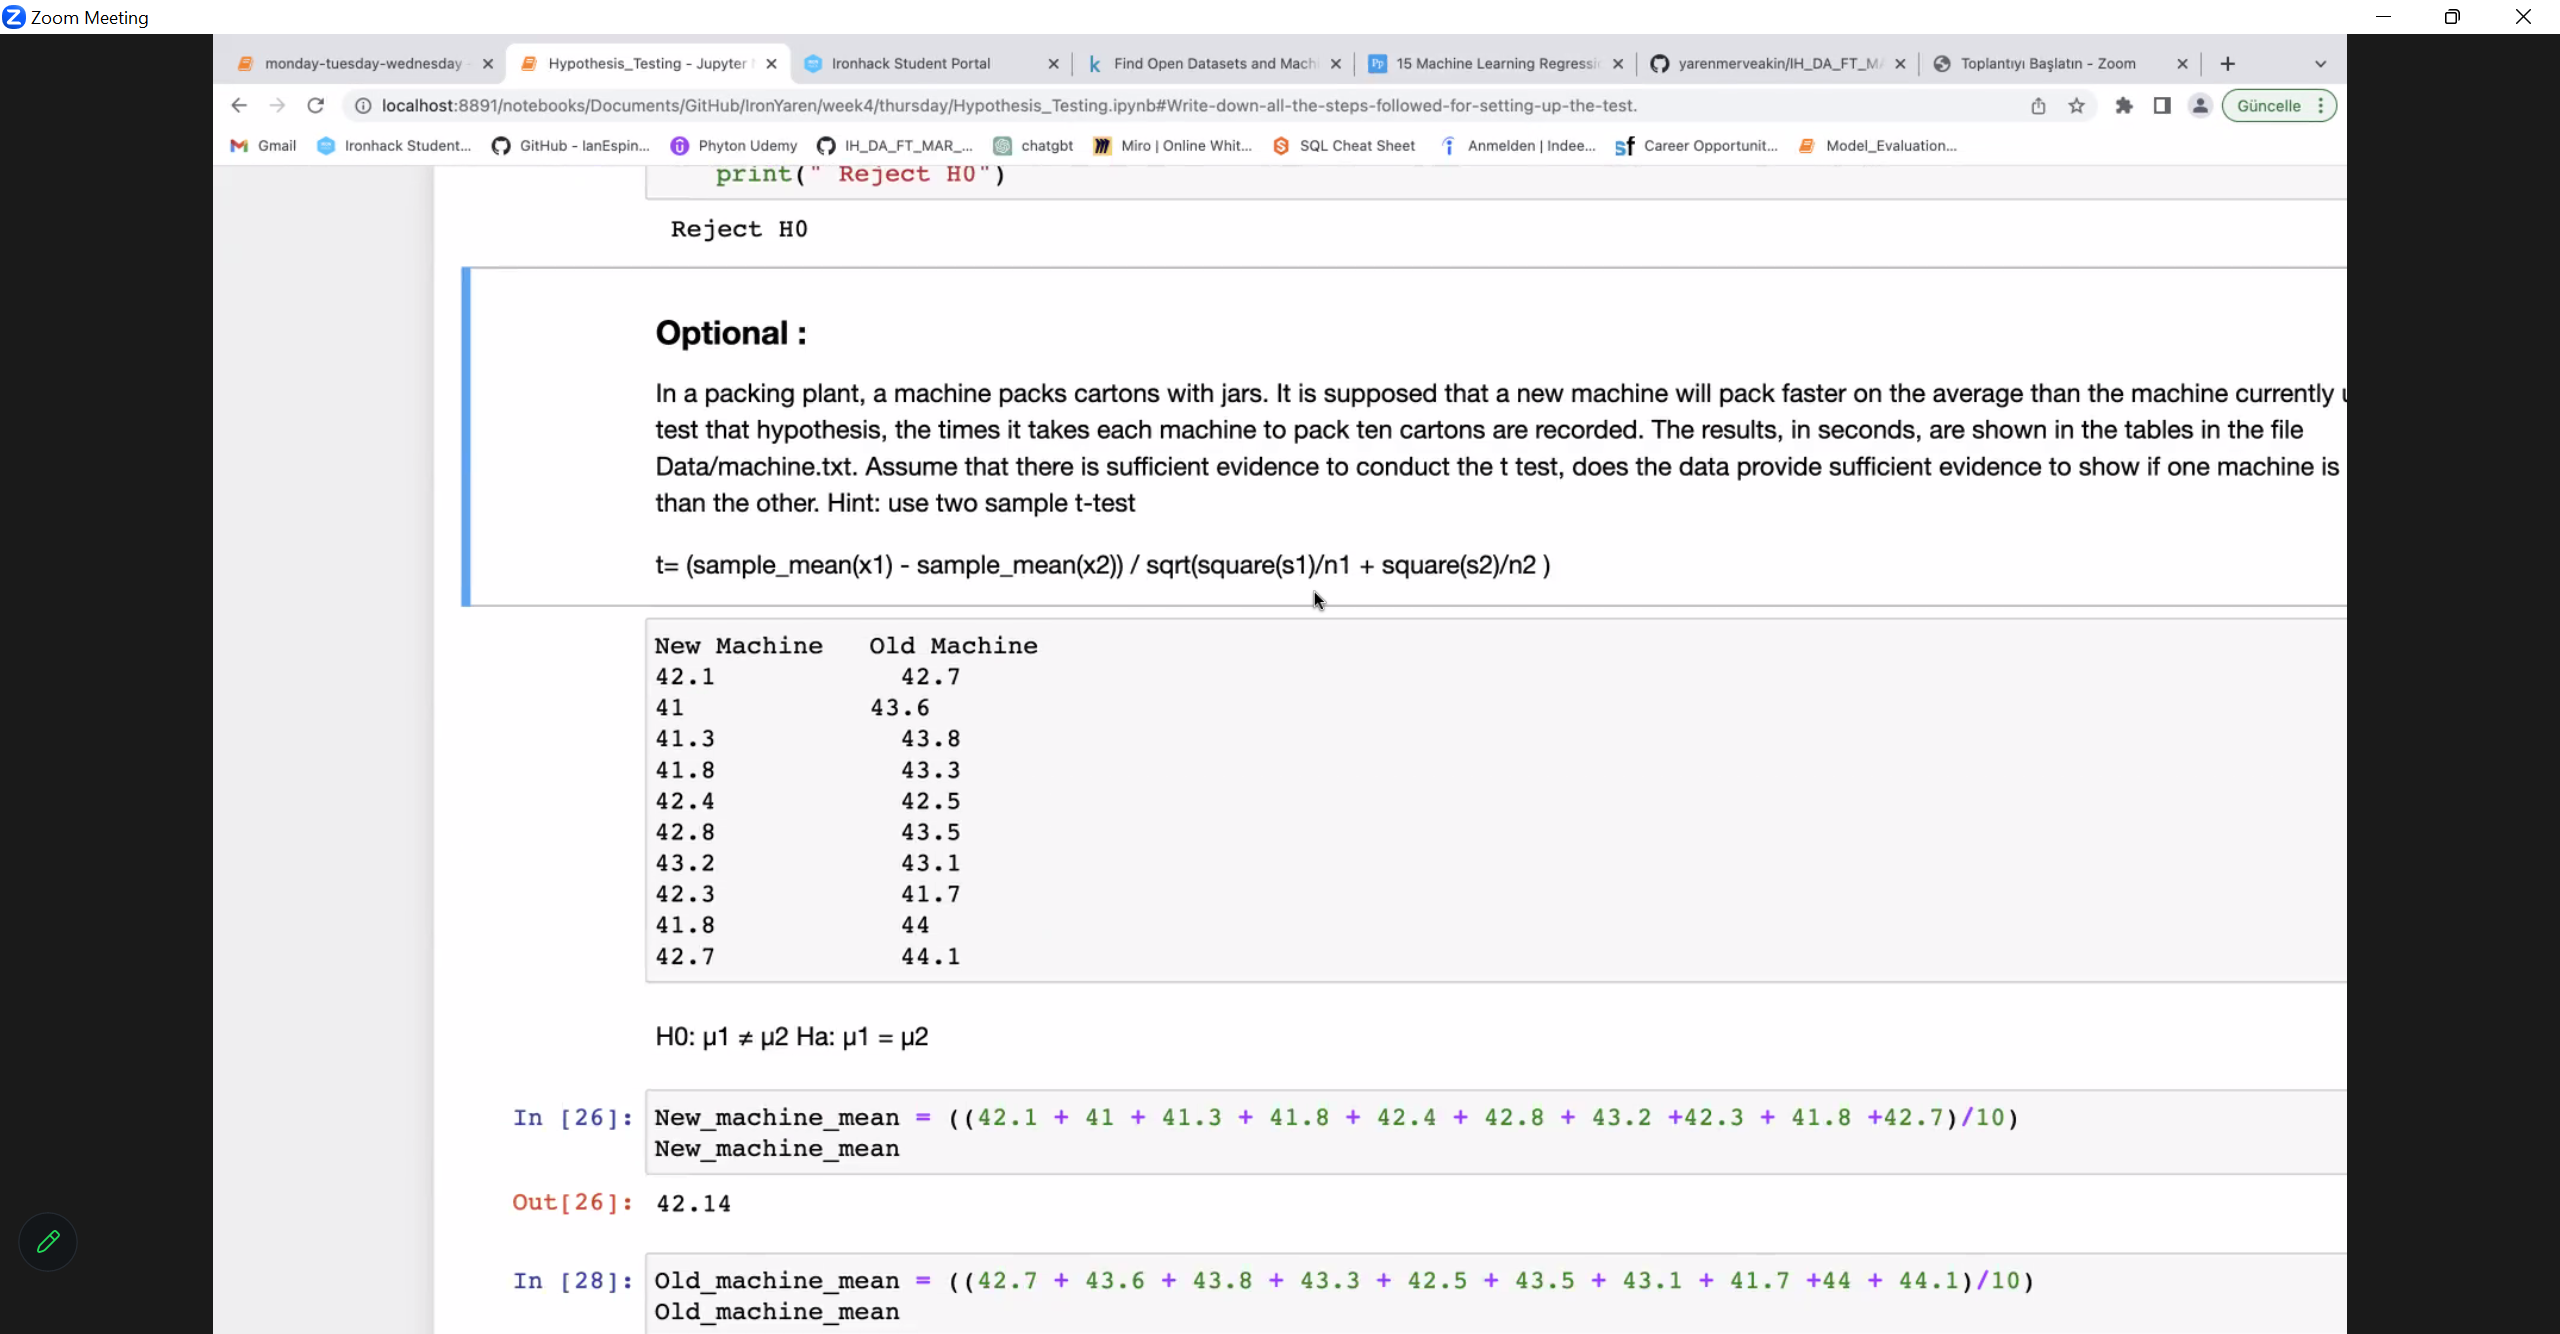 Zoom Meeting
monday-tuesday-wednesday
Hypothesis_Testing - Jupyter
Ironhack Student Portal
Find Open Datasets and Mach
15 Machine Learning Regressi
yarenmerveakin/IH_DA_FT_M
Toplantıyı Başlatın - Zoom
localhost:8891/notebooks/Documents/GitHub/IronYaren/week4/thursday/Hypothesis_Testing.ipynb#Write-down-all-the-steps-followed-for-setting-up-the-test.
Güncelle
Gmail
Ironhack Student...
GitHub - IanEspin...
Phyton Udemy
IH_DA_FT_MAR_...
chatgbt
Miro | Online Whit...
SQL Cheat Sheet
Anmelden | Indee...
Career Opportunit...
Model_Evaluation...
print(" Reject H0")
Reject H0
Optional :
In a packing plant, a machine packs cartons with jars. It is supposed that a new machine will pack faster on the average than the machine currently
test that hypothesis, the times it takes each machine to pack ten cartons are recorded. The results, in seconds, are shown in the tables in the file
Data/machine.txt. Assume that there is sufficient evidence to conduct the t test, does the data provide sufficient evidence to show if one machine is
than the other. Hint: use two sample t-test
t= (sample_mean(x1) - sample_mean(x2)) / sqrt(square(s1)/n1 + square(s2)/n2 )
New Machine   Old Machine
42.1            42.7
41            43.6
41.3            43.8
41.8            43.3
42.4            42.5
42.8            43.5
43.2            43.1
42.3            41.7
41.8            44
42.7            44.1
H0: µ1 ≠ µ2 Ha: µ1 = µ2
In [26]: New_machine_mean = ((42.1 + 41 + 41.3 + 41.8 + 42.4 + 42.8 + 43.2 +42.3 + 41.8 +42.7)/10)
New_machine_mean
Out[26]: 42.14
In [28]: Old_machine_mean = ((42.7 + 43.6 + 43.8 + 43.3 + 42.5 + 43.5 + 43.1 + 41.7 +44 + 44.1)/10)
Old_machine_mean